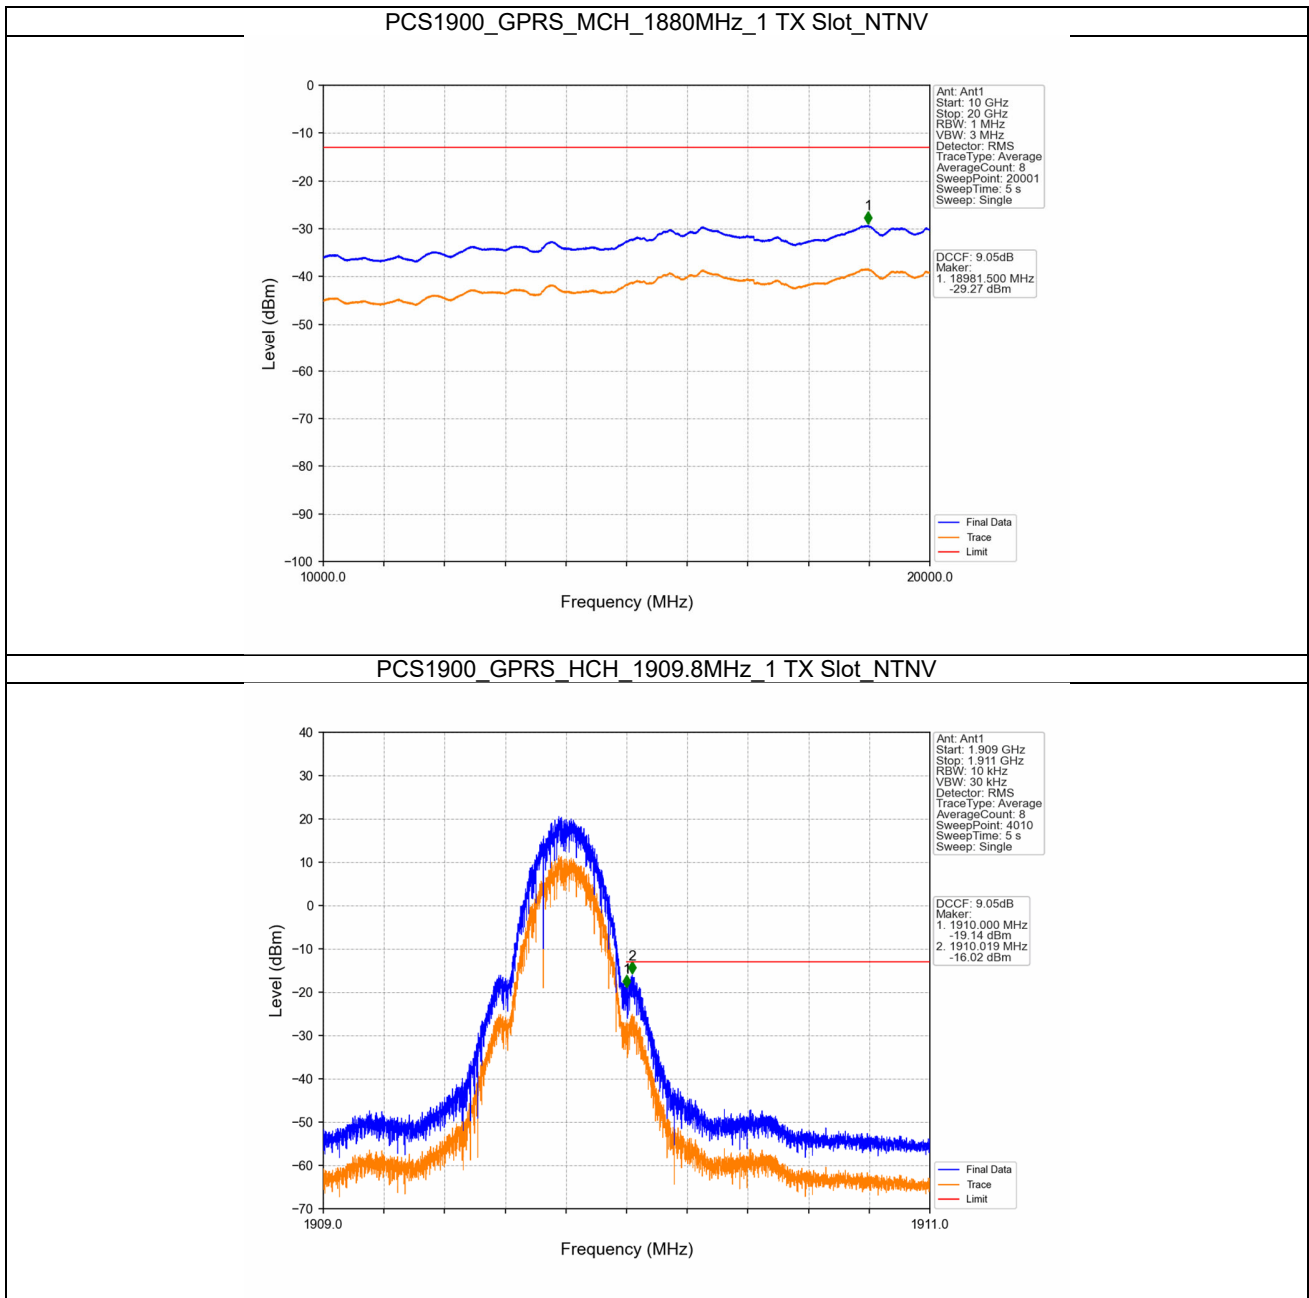 PCS1900_GPRS_MCH_1880MHz_1 TX Slot_NTNV
0
−10
−20
−30
−40
−50
−60
−70
−80
−90
−100
Level (dBm)
10000.0
20000.0
Frequency (MHz)
1
Ant: Ant1
Start: 10 GHz
Stop: 20 GHz
RBW: 1 MHz
VBW: 3 MHz
Detector: RMS
TraceType: Average
AverageCount: 8
SweepPoint: 20001
SweepTime: 5 s
Sweep: Single
DCCF: 9.05dB
Maker:
1. 18981.500 MHz
-29.27 dBm
Final Data
Trace
Limit
PCS1900_GPRS_HCH_1909.8MHz_1 TX Slot_NTNV
40
30
20
10
0
−10
−20
−30
−40
−50
−60
−70
Level (dBm)
1909.0
1911.0
Frequency (MHz)
2
1
Ant: Ant1
Start: 1.909 GHz
Stop: 1.911 GHz
RBW: 10 kHz
VBW: 30 kHz
Detector: RMS
TraceType: Average
AverageCount: 8
SweepPoint: 4010
SweepTime: 5 s
Sweep: Single
DCCF: 9.05dB
Maker:
1. 1910.000 MHz
-19.14 dBm
2. 1910.019 MHz
-16.02 dBm
Final Data
Trace
Limit